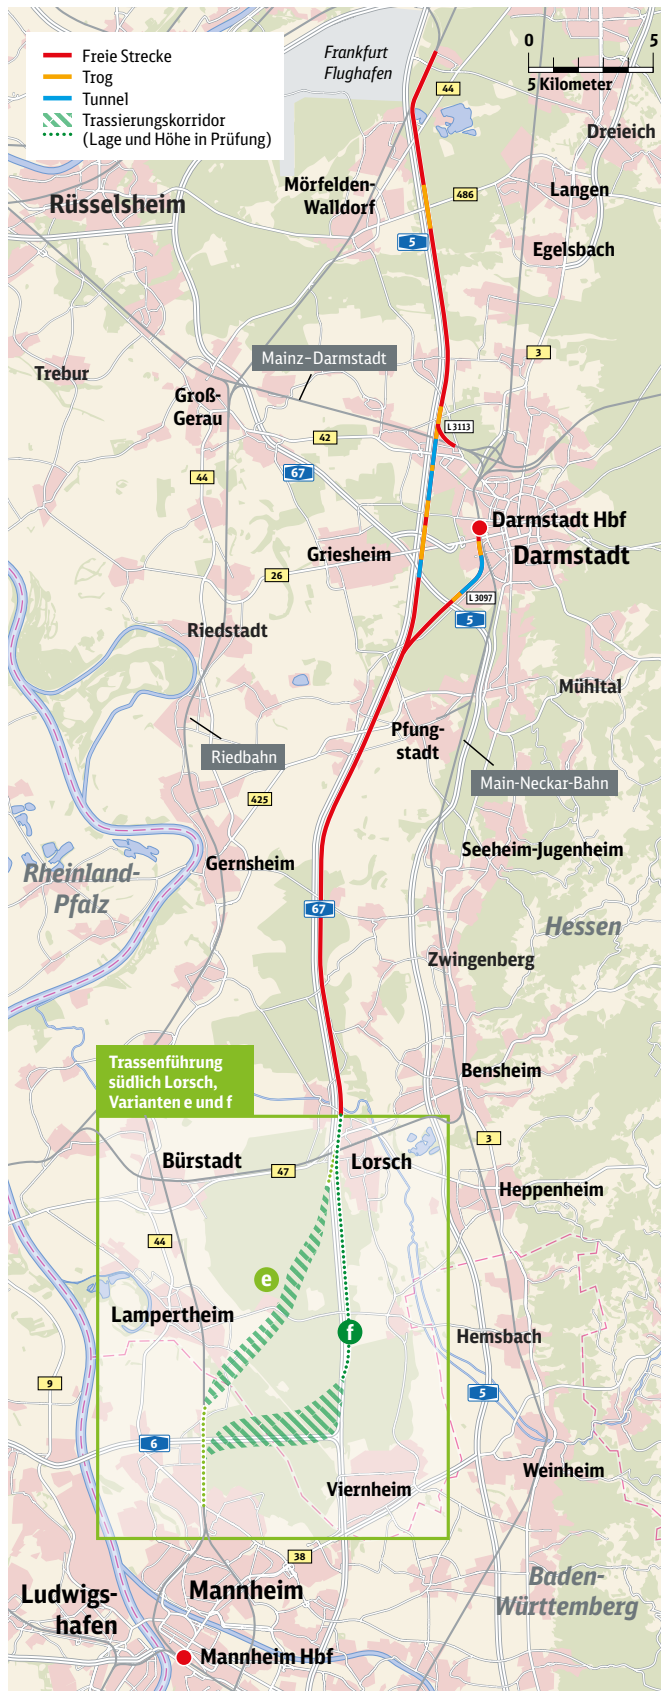 Freie Strecke
Trog
Tunnel
Trassierungskorridor
(Lage und Höhe in Prüfung)
Frankfurt
Flughafen
0
5
5 Kilometer
44
Dreieich
Mörfelden-
Walldorf
486
Langen
Rüsselsheim
5
Egelsbach
Mainz–Darmstadt
3
Trebur
Groß-
Gerau
L 3113
42
67
44
Darmstadt Hbf
Darmstadt
Griesheim
26
L 3097
5
Riedstadt
Mühltal
Pfung-
stadt
Riedbahn
Main-Neckar-Bahn
425
Seeheim-Jugenheim
Gernsheim
Rheinland-
Pfalz
67
Hessen
Zwingenberg
Trassenführung
südlich Lorsch,
Varianten e und f
Bensheim
3
Bürstadt
47
Lorsch
Heppenheim
44
e
Lampertheim
f
Hemsbach
9
5
6
Weinheim
Viernheim
38
Mannheim
Ludwigs-
hafen
Baden-
Württemberg
Mannheim Hbf